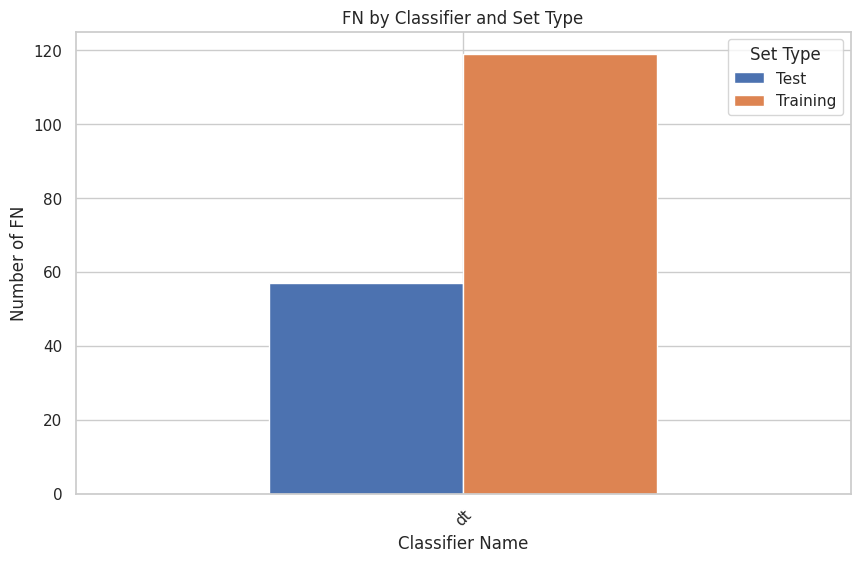 FN by Classifier and Set Type
Set Type
Test
Training
120
100
80
60
40
20
0
Number of FN
dt
Classifier Name